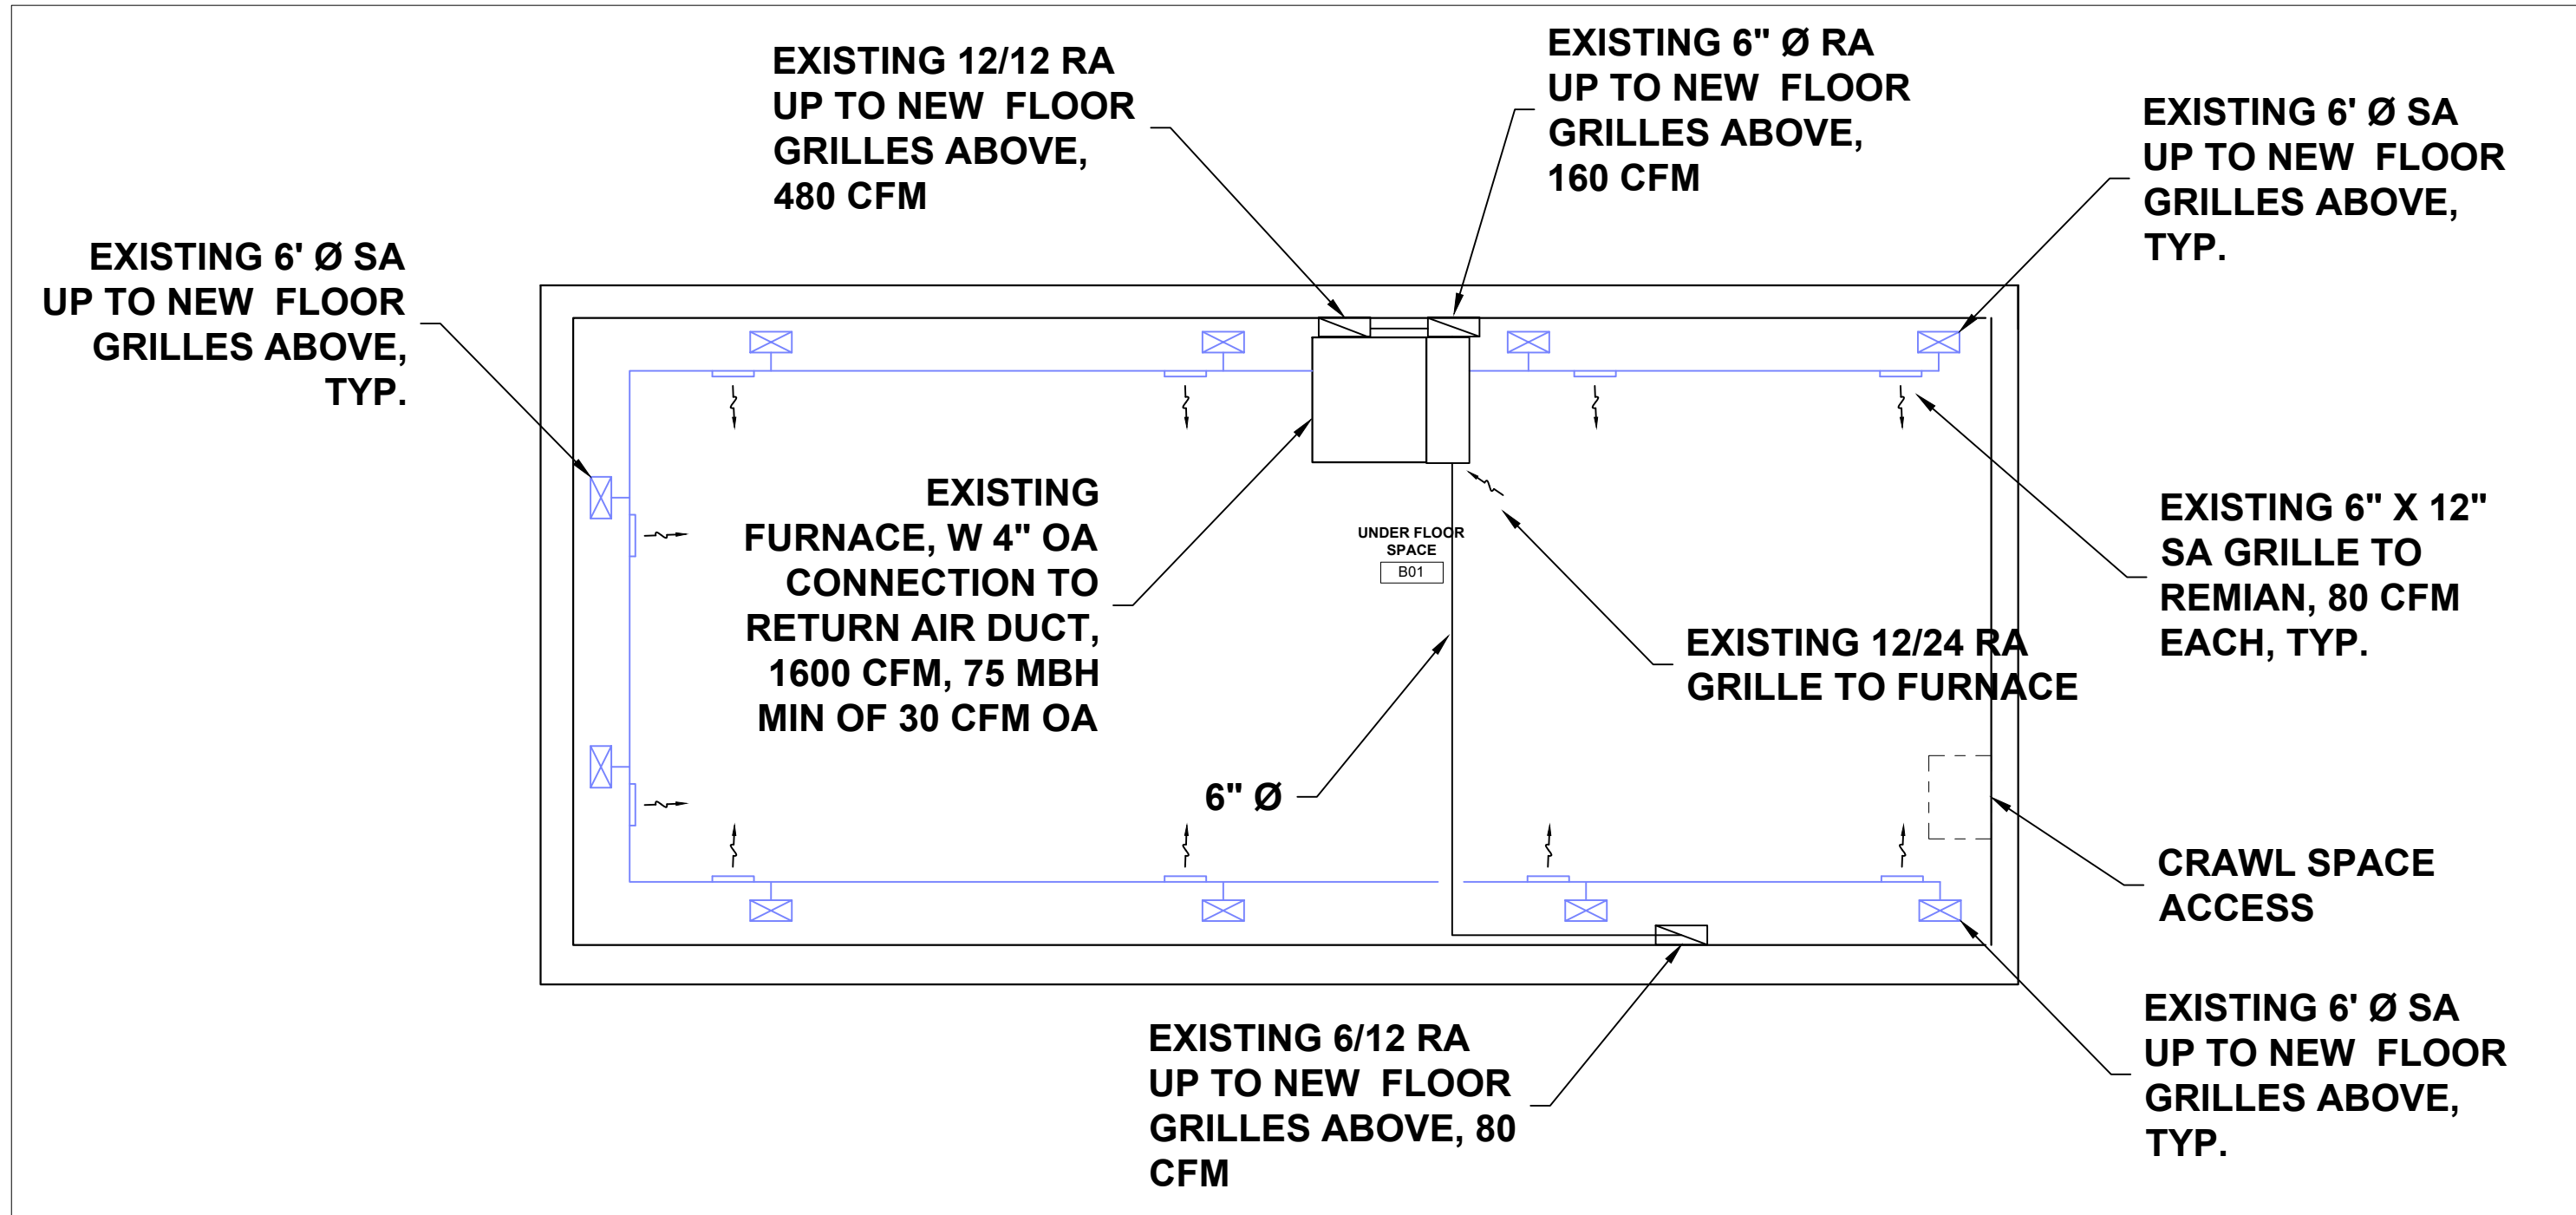 EXISTING 12/12 RA
UP TO NEW FLOOR
GRILLES ABOVE,
480 CFM
EXISTING 6" Ø RA
UP TO NEW FLOOR
GRILLES ABOVE,
160 CFM
EXISTING 6' Ø SA
UP TO NEW FLOOR
GRILLES ABOVE,
TYP.
EXISTING 6' Ø SA
UP TO NEW FLOOR
GRILLES ABOVE,
TYP.
EXISTING
FURNACE, W 4" OA
CONNECTION TO
RETURN AIR DUCT,
1600 CFM, 75 MBH
MIN OF 30 CFM OA
UNDER FLOOR
SPACE
B01
EXISTING 6" X 12"
SA GRILLE TO
REMIAN, 80 CFM
EACH, TYP.
EXISTING 12/24 RA
GRILLE TO FURNACE
6" Ø
CRAWL SPACE
ACCESS
EXISTING 6/12 RA
UP TO NEW FLOOR
GRILLES ABOVE, 80
CFM
EXISTING 6' Ø SA
UP TO NEW FLOOR
GRILLES ABOVE,
TYP.